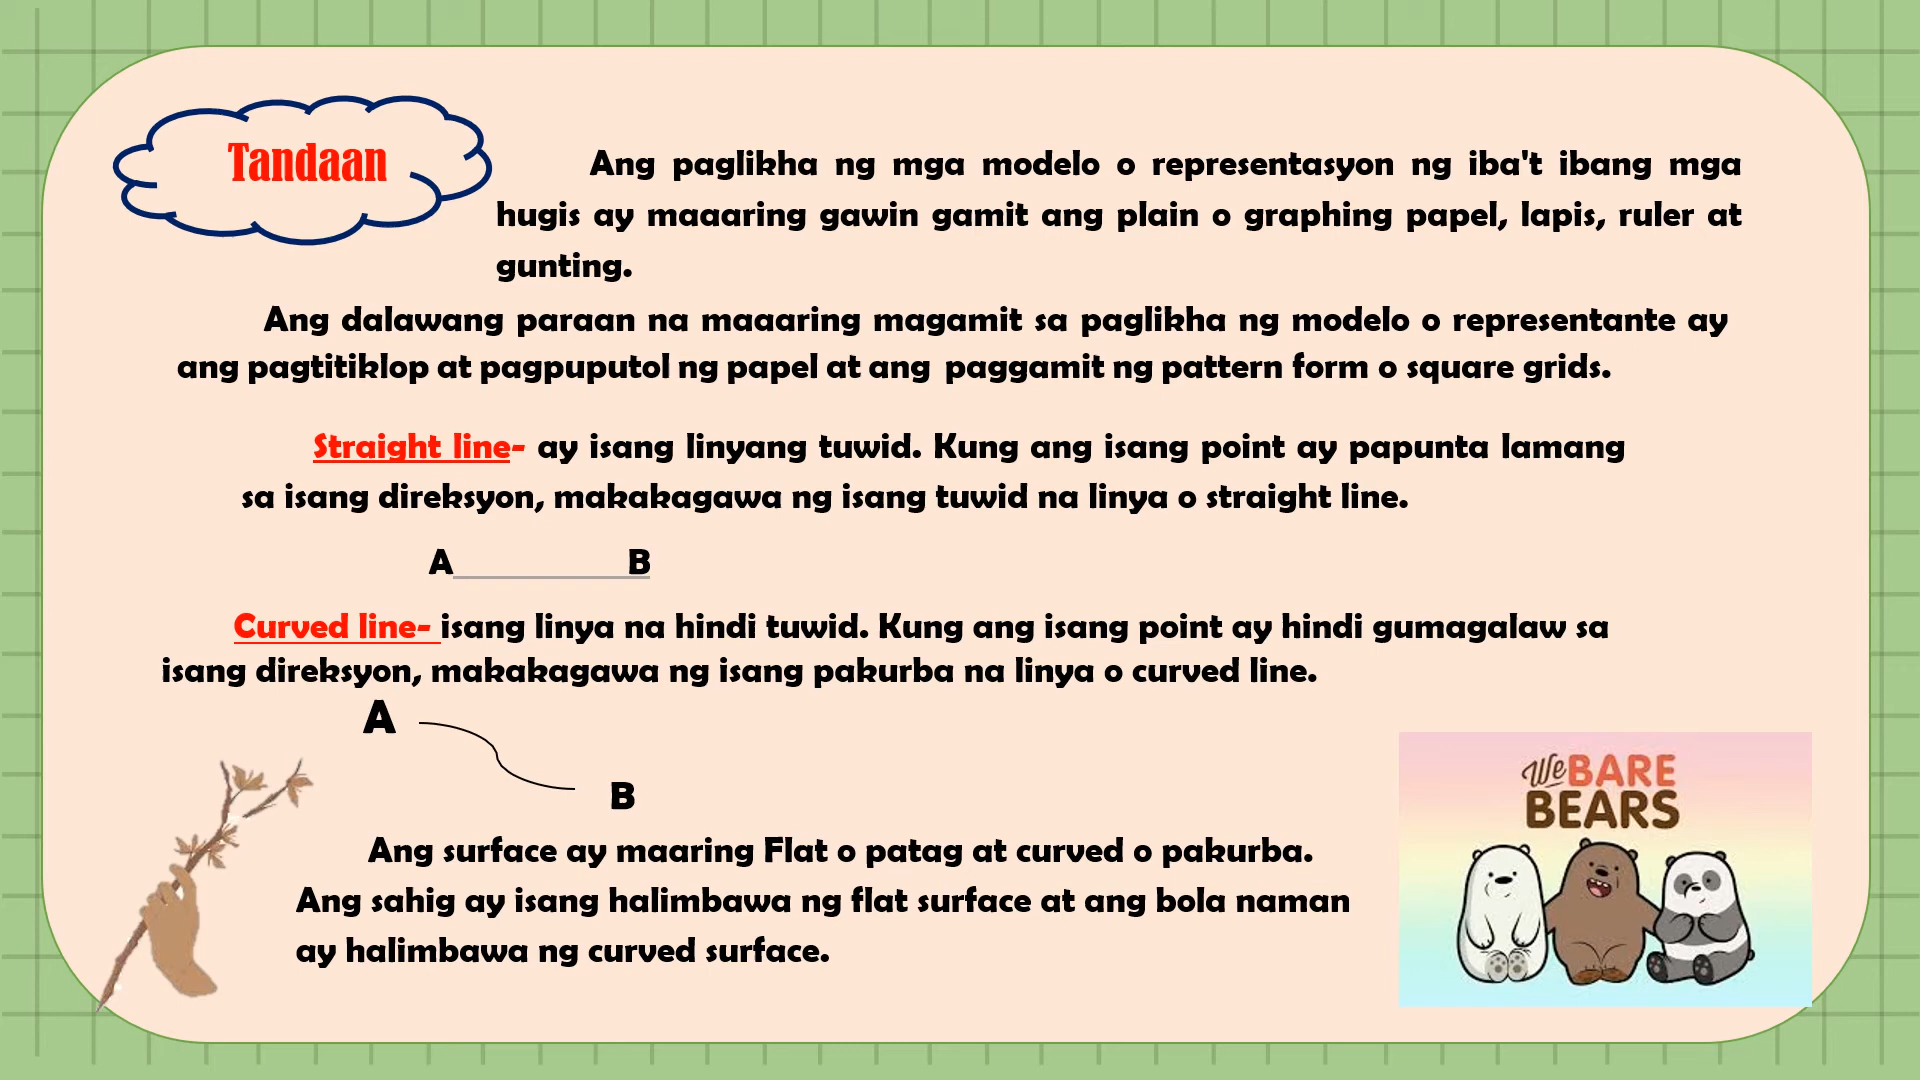 Tandaan
Ang paglikha ng mga modelo o representasyon ng iba't ibang mga
hugis ay maaaring gawin gamit ang plain o graphing papel, lapis, ruler at
gunting.
Ang dalawang paraan na maaaring magamit sa paglikha ng modelo o representante ay
ang pagtitiklop at pagpuputol ng papel at ang paggamit ng pattern form o square grids.
Straight line- ay isang linyang tuwid. Kung ang isang point ay papunta lamang
sa isang direksyon, makakagawa ng isang tuwid na linya o straight line.
A B
Curved line- isang linya na hindi tuwid. Kung ang isang point ay hindi gumagalaw sa
isang direksyon, makakagawa ng isang pakurba na linya o curved line.
A
B
Ang surface ay maaring Flat o patag at curved o pakurba.
Ang sahig ay isang halimbawa ng flat surface at ang bola naman
ay halimbawa ng curved surface.
We BARE
BEARS